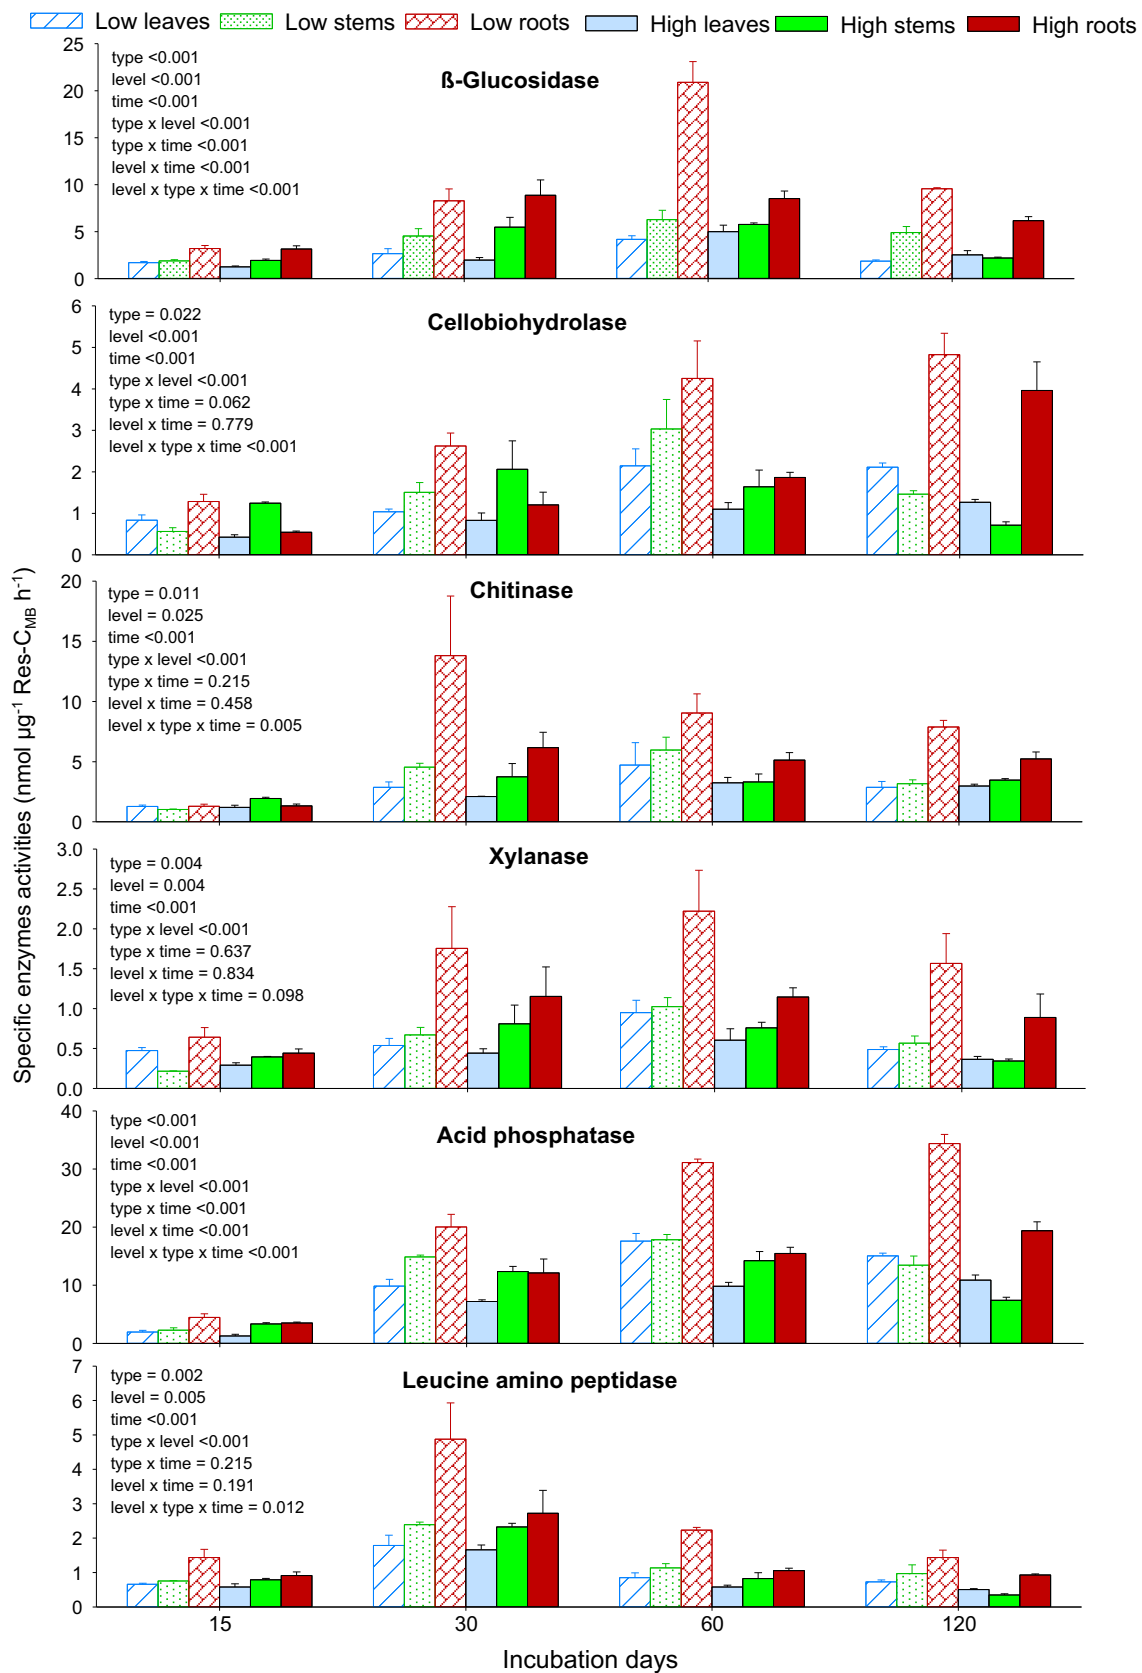 Low leaves Low stems Low roots High leaves High stems High roots
Specific enzymes activities (nmol µg⁻¹ Res-C_MB h⁻¹)
ß-Glucosidase
25
20
15
10
5
0
type <0.001
level <0.001
time <0.001
type x level <0.001
type x time <0.001
level x time <0.001
level x type x time <0.001
Cellobiohydrolase
6
5
4
3
2
1
0
type = 0.022
level <0.001
time <0.001
type x level <0.001
type x time = 0.062
level x time = 0.779
level x type x time <0.001
Chitinase
20
15
10
5
0
type = 0.011
level = 0.025
time <0.001
type x level <0.001
type x time = 0.215
level x time = 0.458
level x type x time = 0.005
Xylanase
3.0
2.5
2.0
1.5
1.0
0.5
0.0
type = 0.004
level = 0.004
time <0.001
type x level <0.001
type x time = 0.637
level x time = 0.834
level x type x time = 0.098
Acid phosphatase
40
30
20
10
0
type <0.001
level <0.001
time <0.001
type x level <0.001
type x time <0.001
level x time <0.001
level x type x time <0.001
Leucine amino peptidase
7
6
5
4
3
2
1
0
type = 0.002
level = 0.005
time <0.001
type x level <0.001
type x time = 0.215
level x time = 0.191
level x type x time = 0.012
15 30 60 120
Incubation days